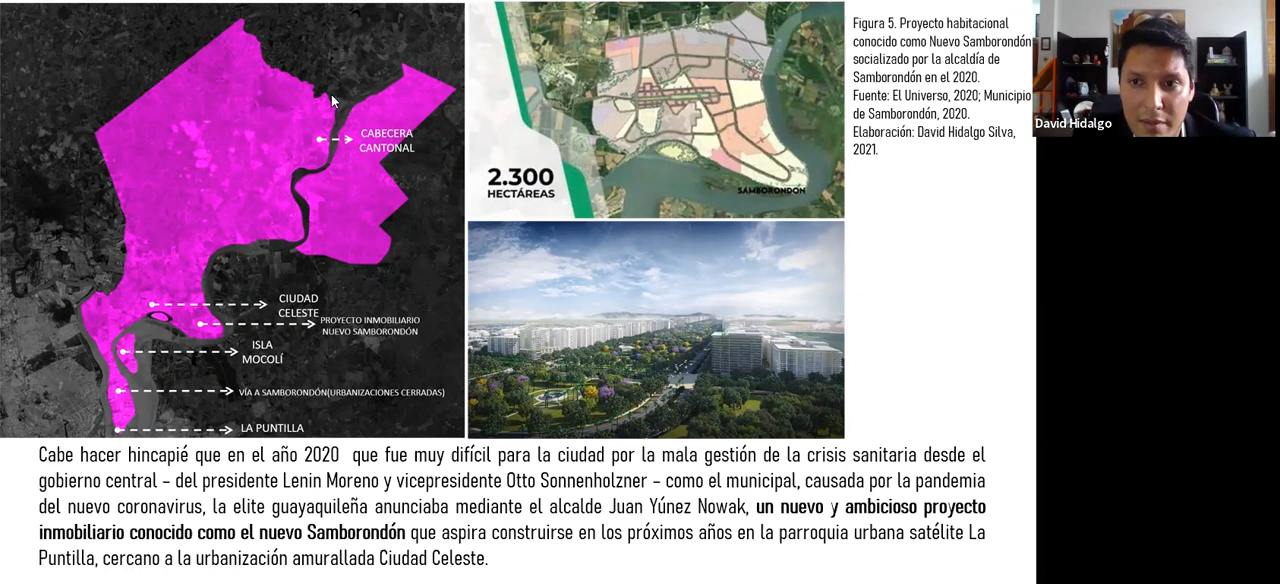 CABECERA
CANTONAL
CIUDAD
CELESTE
PROYECTO INMOBILIARIO
NUEVO SAMBORONDÓN
ISLA
MOCOLÍ
VÍA A SAMBORONDÓN(URBANIZACIONES CERRADAS)
LA PUNTILLA
2.300
HECTÁREAS
SAMBORONDÓN
Figura 5. Proyecto habitacional
conocido como Nuevo Samborondón
socializado por la alcaldía de
Samborondón en el 2020.
Fuente: El Universo, 2020; Municipio
de Samborondón, 2020.
Elaboración: David Hidalgo Silva,
2021.
David Hidalgo
Cabe hacer hincapié que en el año 2020 que fue muy difícil para la ciudad por la mala gestión de la crisis sanitaria desde el
gobierno central – del presidente Lenin Moreno y vicepresidente Otto Sonnenholzner – como el municipal, causada por la pandemia
del nuevo coronavirus, la elite guayaquileña anunciaba mediante el alcalde Juan Yúnez Nowak, un nuevo y ambicioso proyecto
inmobiliario conocido como el nuevo Samborondón que aspira construirse en los próximos años en la parroquia urbana satélite La
Puntilla, cercano a la urbanización amurallada Ciudad Celeste.